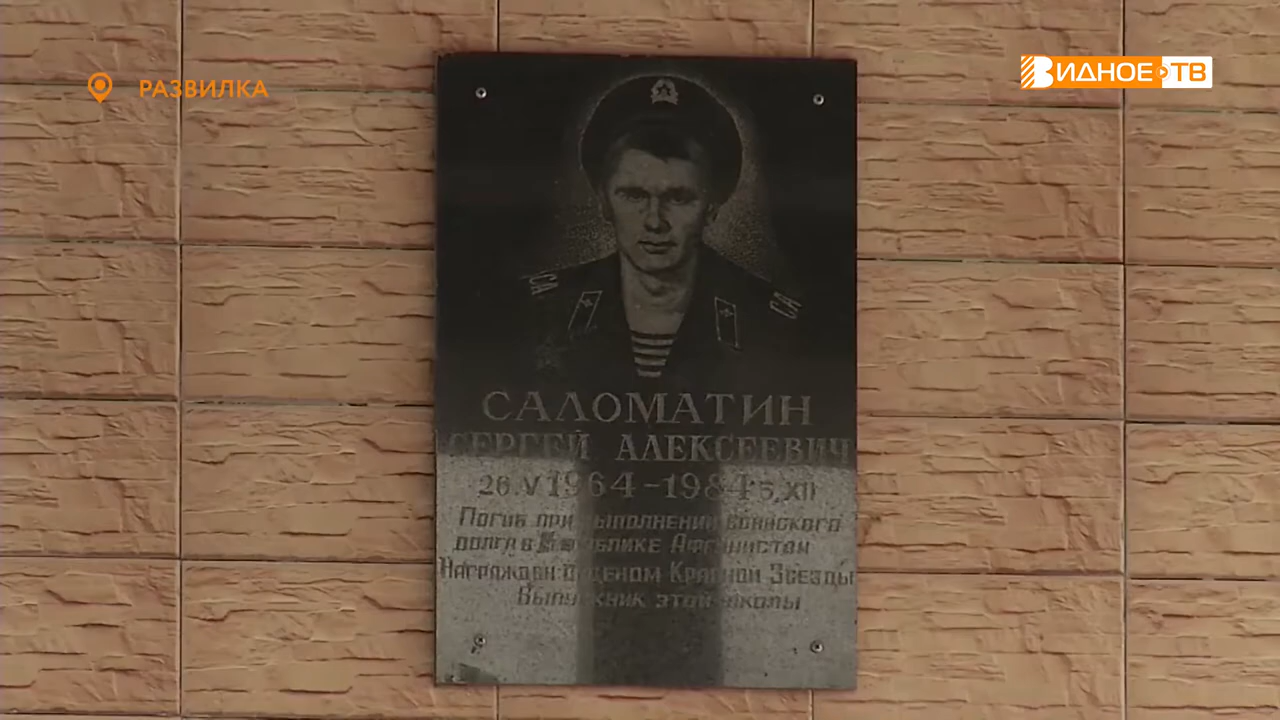 РАЗВИЛКА
ВИДНОЕ ТВ
СА
СА
САЛОМАТИН
СЕРГЕЙ АЛЕКСЕЕВИЧ
26.V 1964-1984 5.XII
Погиб при выполнении воинского
долга в Республике Афганистан
Награжден орденом Красной Звезды
Выпускник этой школы